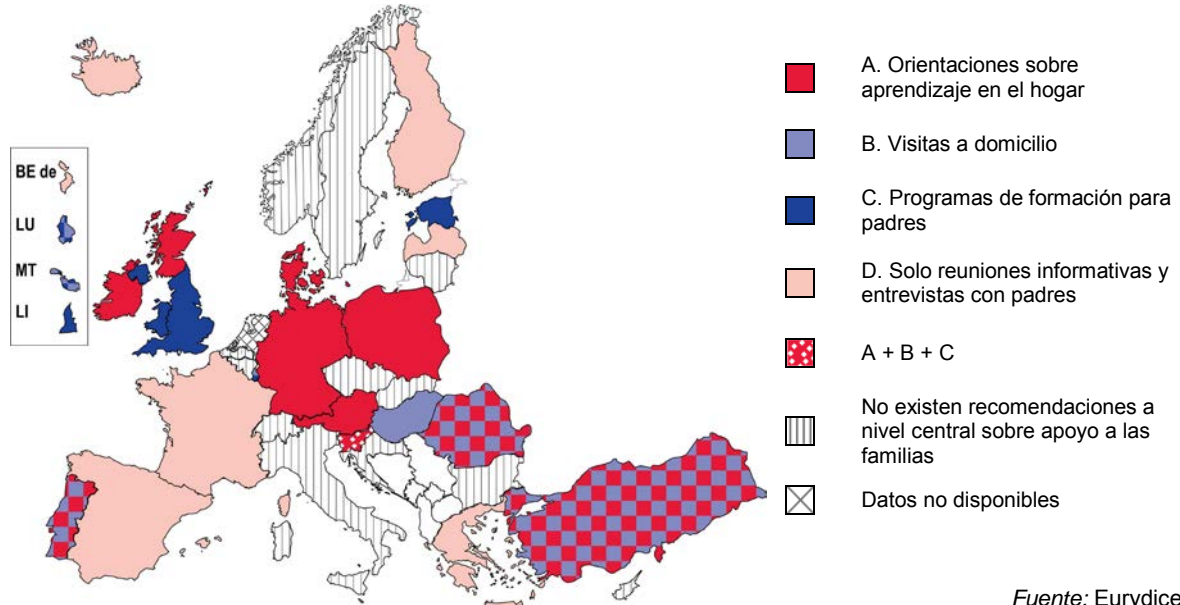 BE de
LU
MT
LI
A. Orientaciones sobre
aprendizaje en el hogar
B. Visitas a domicilio
C. Programas de formación para
padres
D. Solo reuniones informativas y
entrevistas con padres
A + B + C
No existen recomendaciones a
nivel central sobre apoyo a las
familias
Datos no disponibles
Fuente: Eurydice